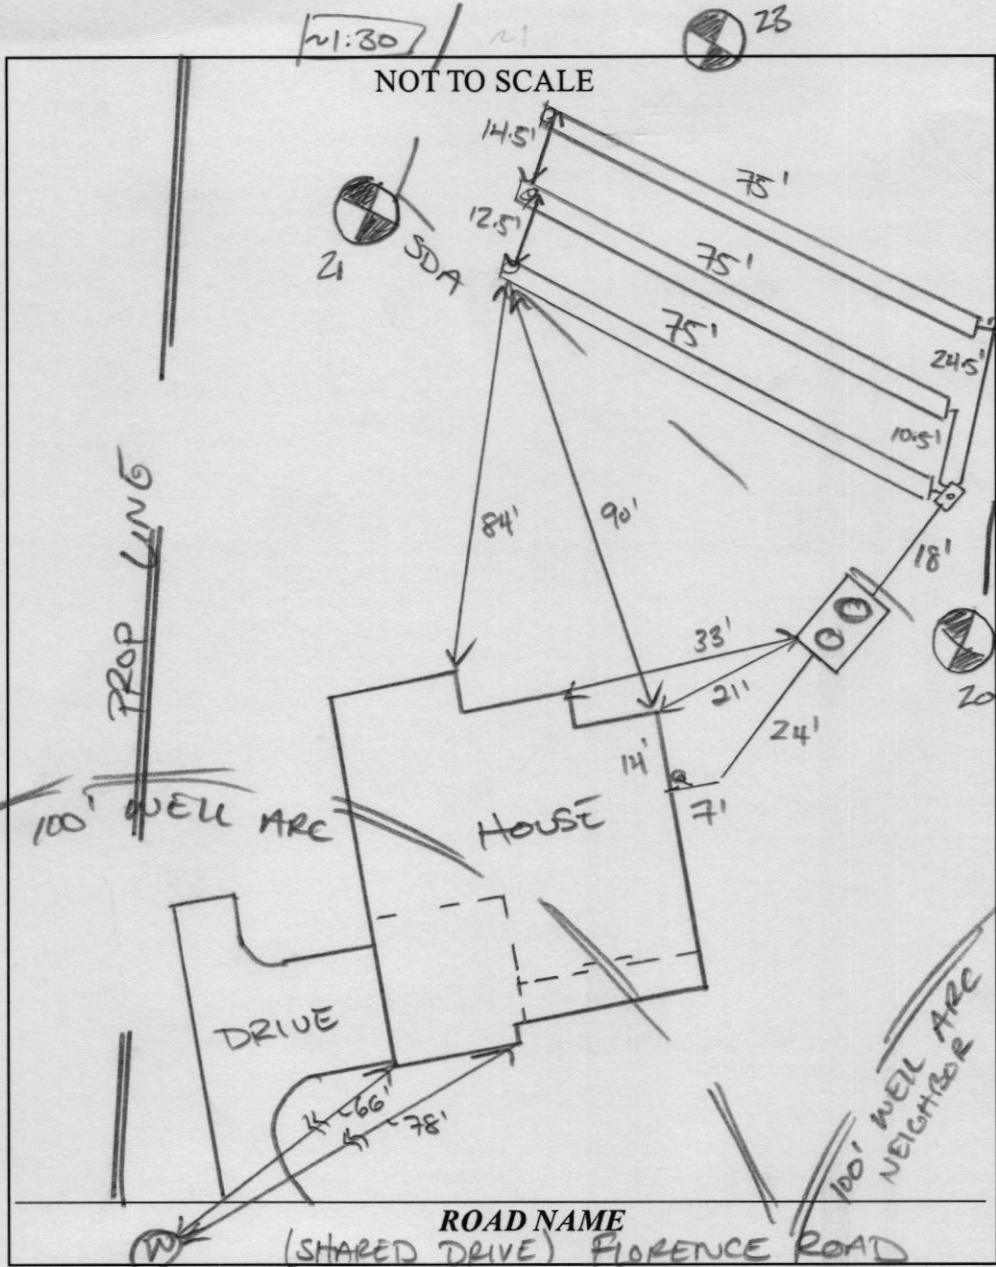 ~1:30
~1
23
NOT TO SCALE
14.5'
75'
12.5'
75'
21
SDA
75'
24.5'
10.5'
84'
90'
18'
PROP LINE
33'
21'
20
24'
14'
7'
100' WELL ARC
HOUSE
DRIVE
100' WELL ARC
NEIGHBOR
~66'
~78'
ROAD NAME
W
(SHARED DRIVE) FLORENCE ROAD